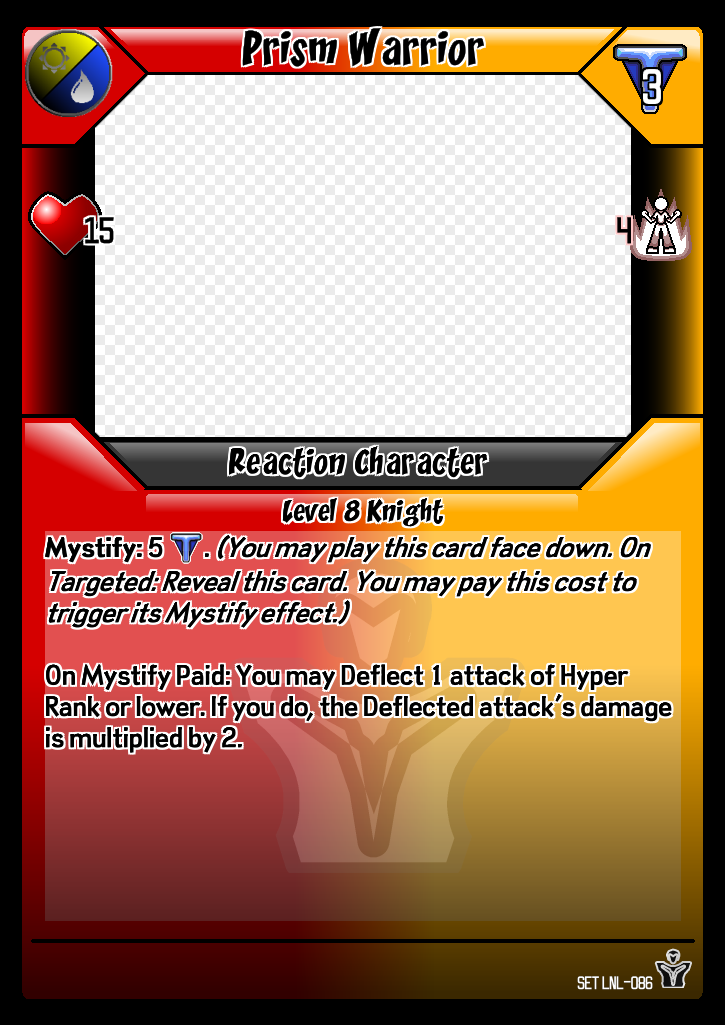 Prism Warrior
3
15
4
Reaction Character
Level 8 Knight
Mystify: 5 T. (You may play this card face down. On
Targeted: Reveal this card. You may pay this cost to
trigger its Mystify effect.)
On Mystify Paid: You may Deflect 1 attack of Hyper
Rank or lower. If you do, the Deflected attack's damage
is multiplied by 2.
SET LNL-086